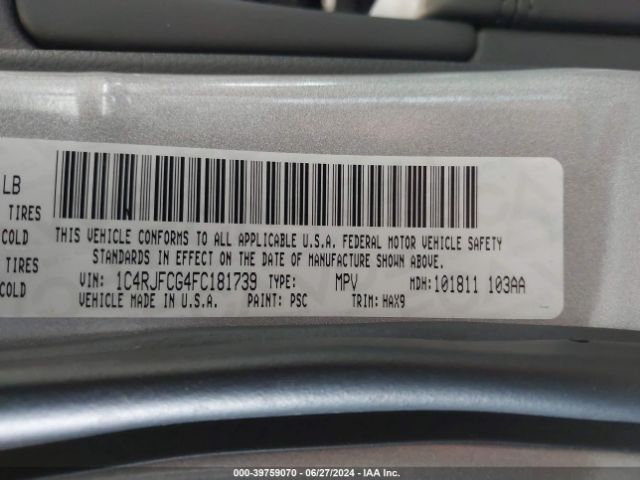 LB
TIRES
COLD
TIRES
COLD
THIS VEHICLE CONFORMS TO ALL APPLICABLE U.S.A. FEDERAL MOTOR VEHICLE SAFETY
STANDARDS IN EFFECT ON THE DATE OF MANUFACTURE SHOWN ABOVE.
VIN: 1C4RJFCG4FC181739 TYPE: MPV MDH: 101811 103AA
VEHICLE MADE IN U.S.A. PAINT: PSC TRIM: HAX9
000-39759070 | 06/27/2024 | IAA Inc.